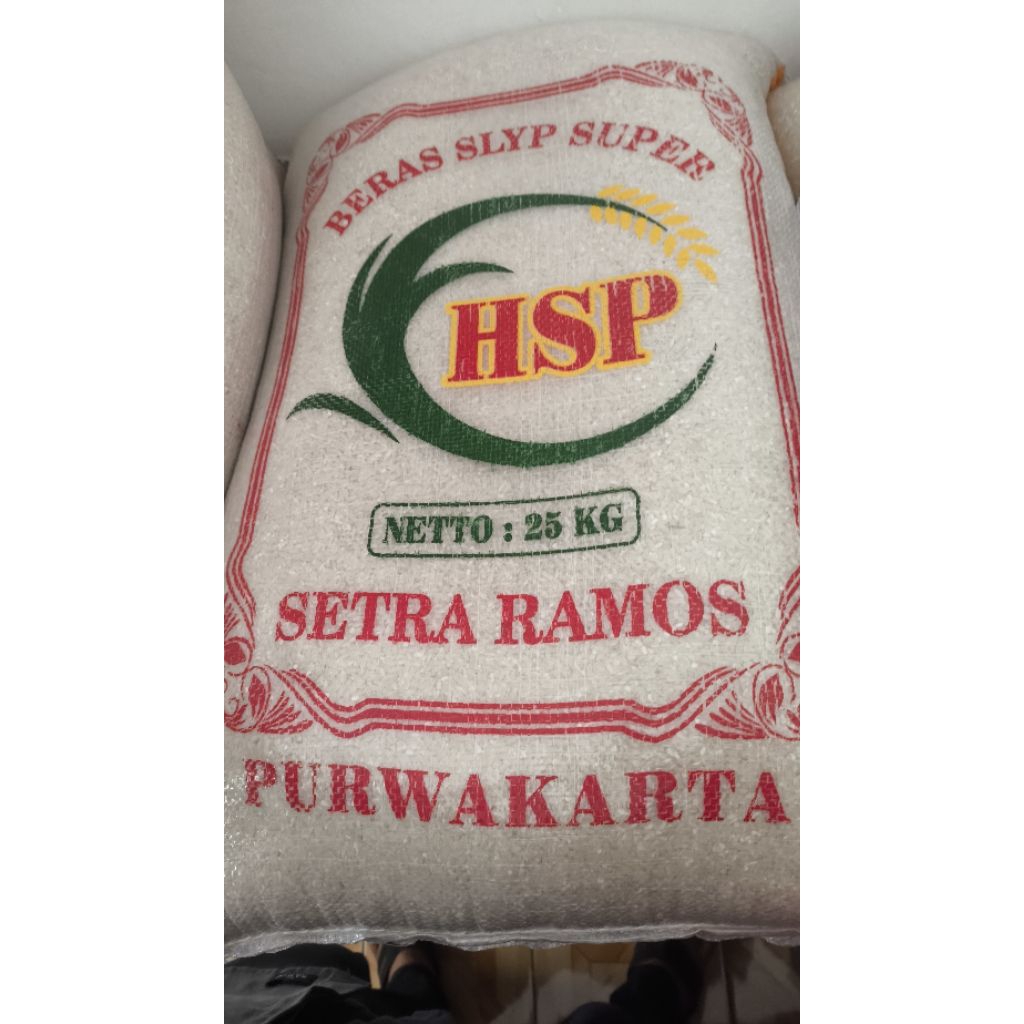 BERAS SLYP SUPER
HSP
NETTO : 25 KG
SETRA RAMOS
PURWAKARTA